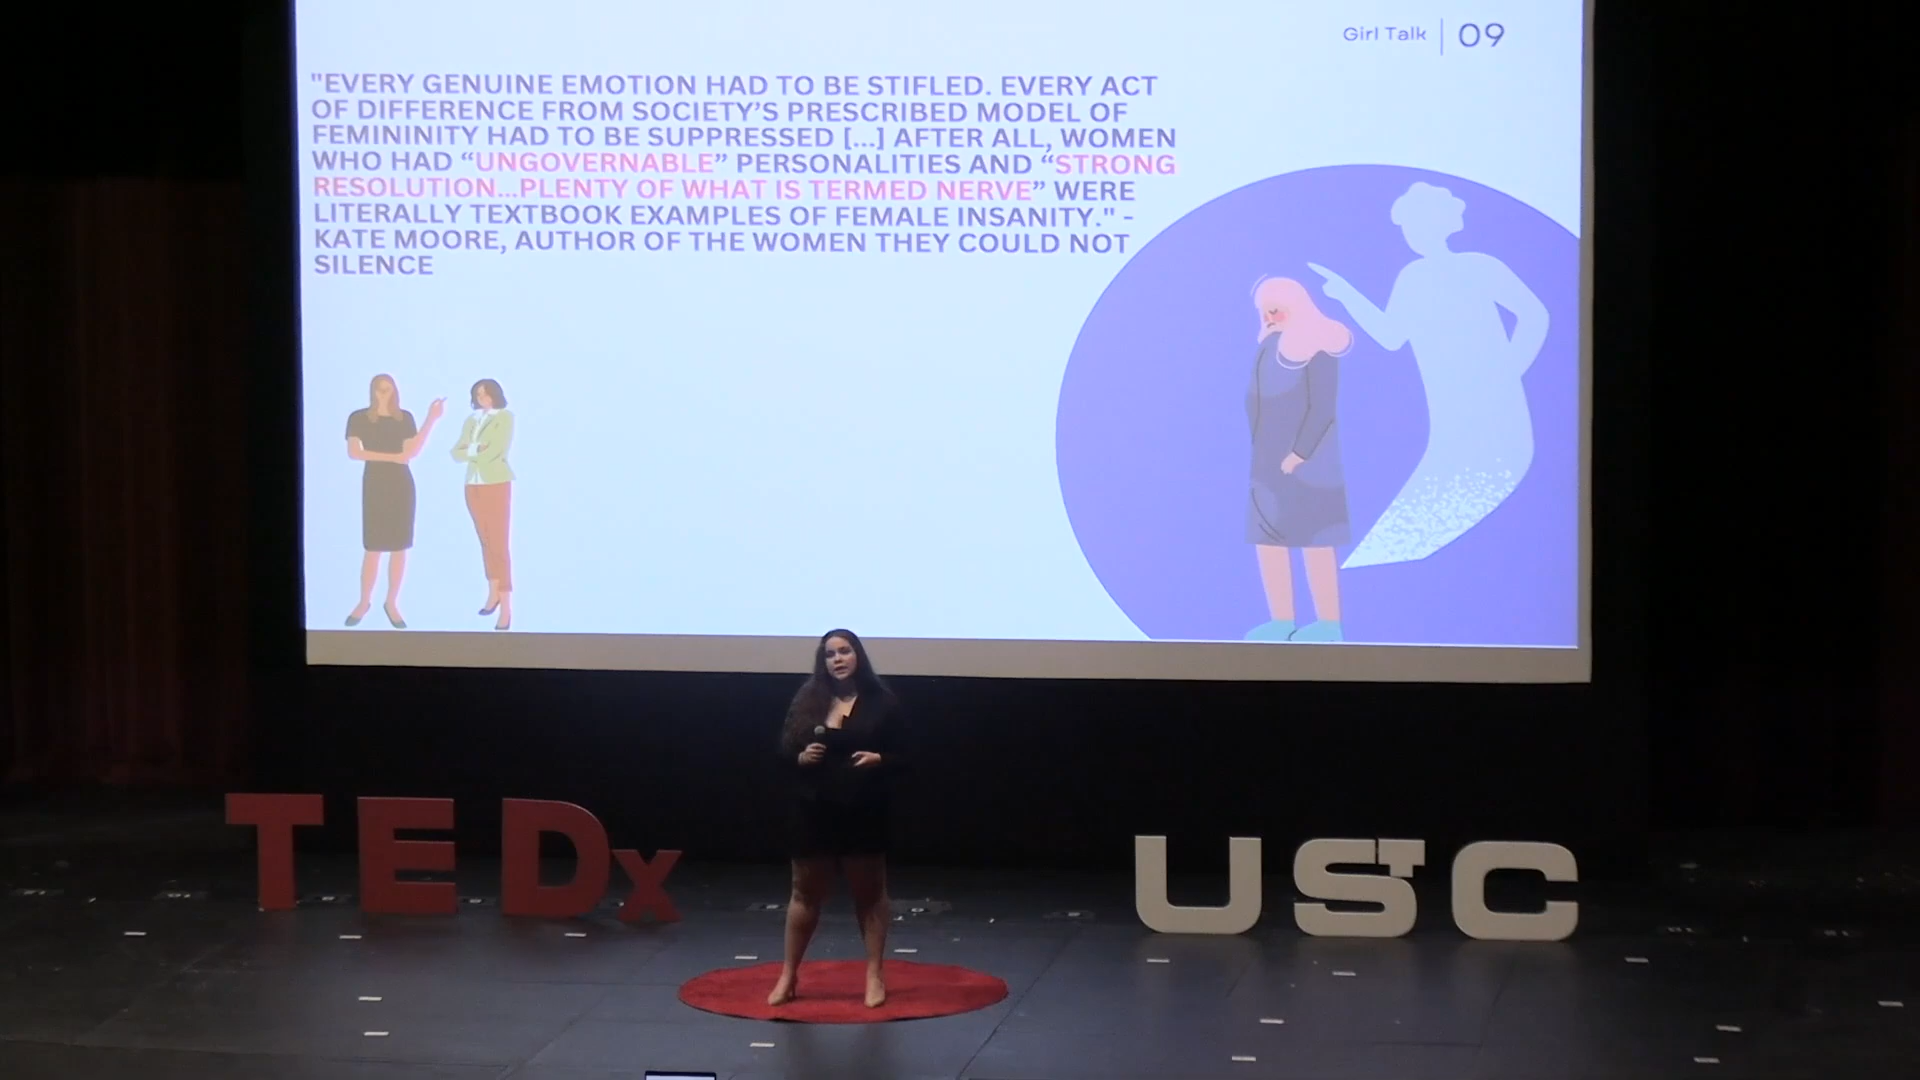 Girl Talk | 09
"EVERY GENUINE EMOTION HAD TO BE STIFLED. EVERY ACT
OF DIFFERENCE FROM SOCIETY’S PRESCRIBED MODEL OF
FEMININITY HAD TO BE SUPPRESSED [...] AFTER ALL, WOMEN
WHO HAD “UNGOVERNABLE” PERSONALITIES AND “STRONG
RESOLUTION...PLENTY OF WHAT IS TERMED NERVE” WERE
LITERALLY TEXTBOOK EXAMPLES OF FEMALE INSANITY." -
KATE MOORE, AUTHOR OF THE WOMEN THEY COULD NOT
SILENCE
TEDx USC